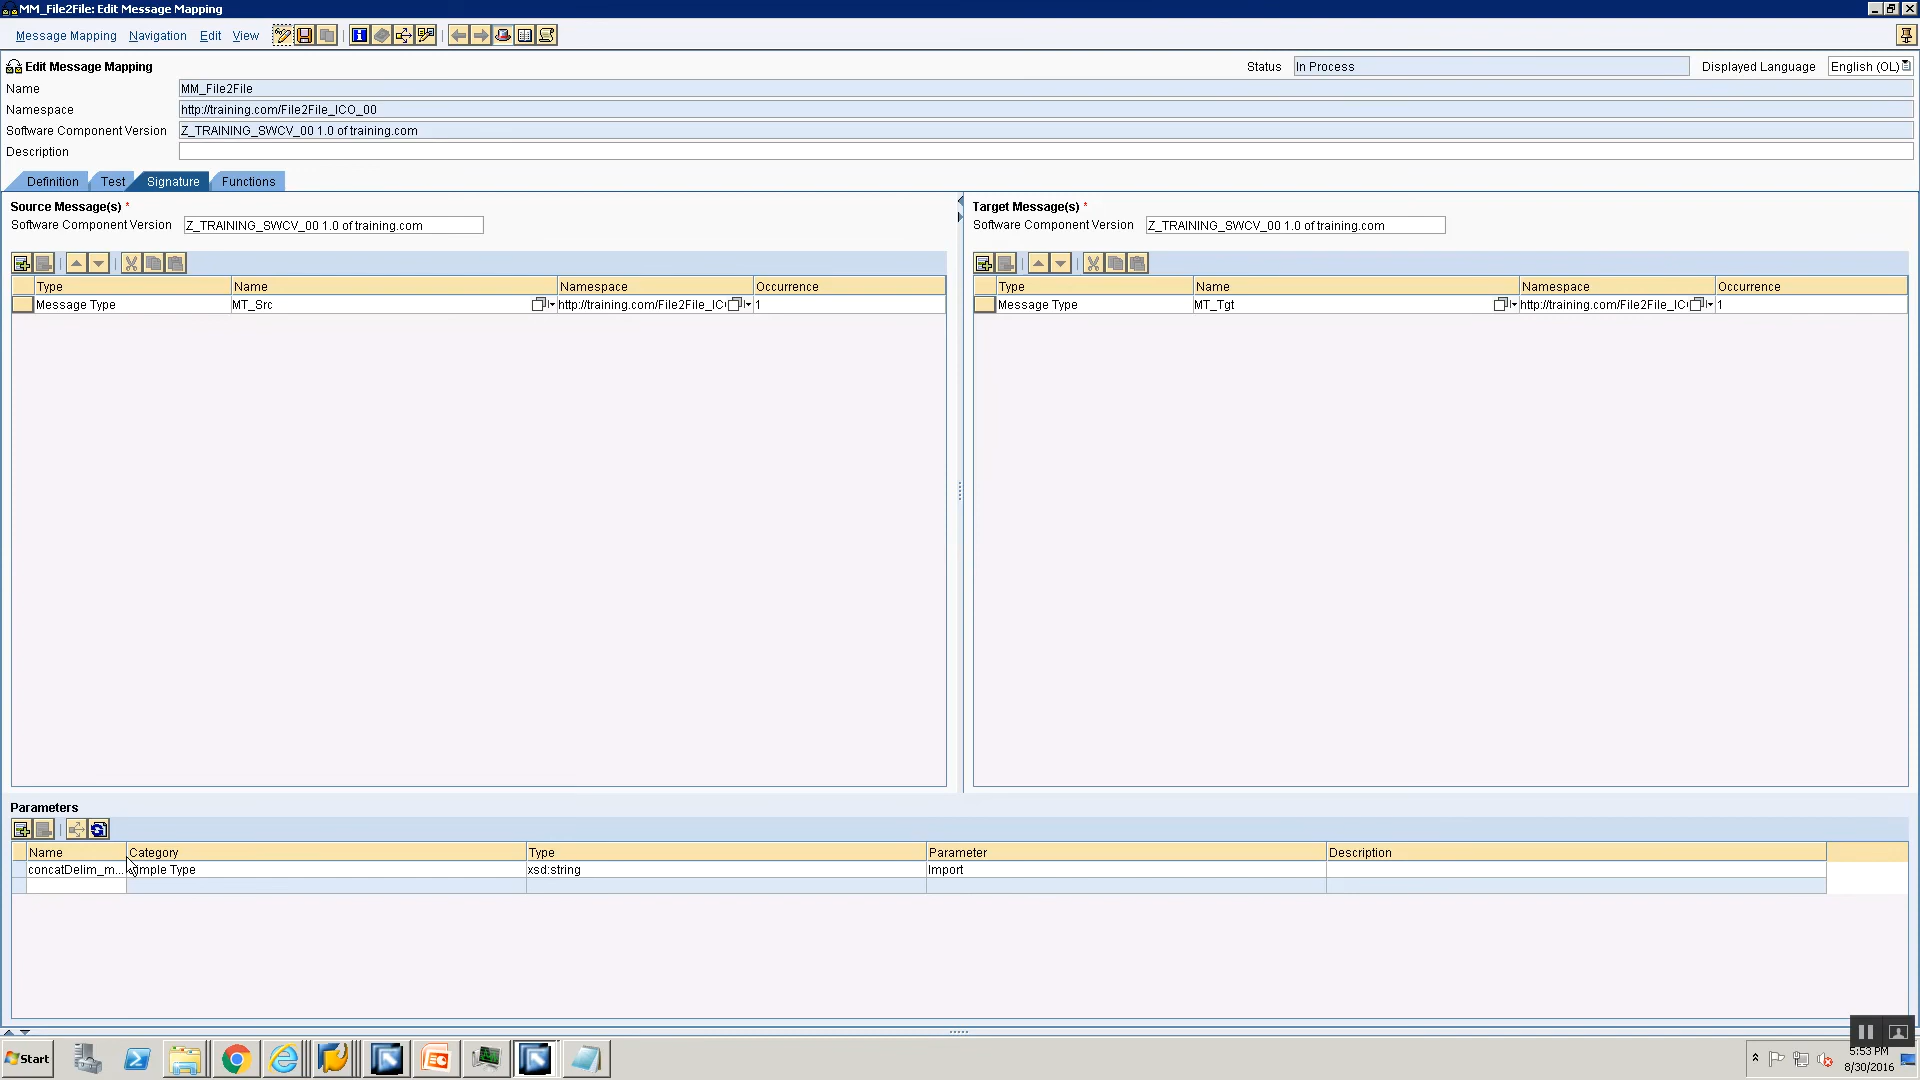 MM_File2File: Edit Message Mapping
Message Mapping Navigation Edit View
Edit Message Mapping Status In Process Displayed Language English (OL)
Name MM_File2File
Namespace http://training.com/File2File_ICO_00
Software Component Version Z_TRAINING_SWCV_00 1.0 of training.com
Description
Definition Test Signature Functions
Source Message(s) *
Software Component Version Z_TRAINING_SWCV_00 1.0 of training.com
Type Name Namespace Occurrence
Message Type MT_Src http://training.com/File2File_IC 1
Target Message(s) *
Software Component Version Z_TRAINING_SWCV_00 1.0 of training.com
Type Name Namespace Occurrence
Message Type MT_Tgt http://training.com/File2File_IC 1
Parameters
Name Category Type Parameter Description
concatDelim_m... imple Type xsd:string Import
Start
5:53 PM
8/30/2016